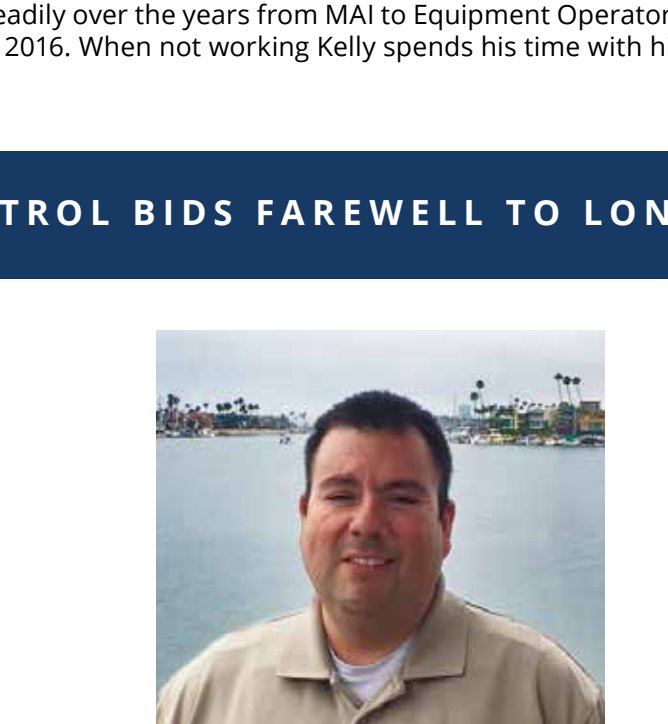 eadily over the years from MAI to Equipment Operator
2016. When not working Kelly spends his time with hi
TROL BIDS FAREWELL TO LON